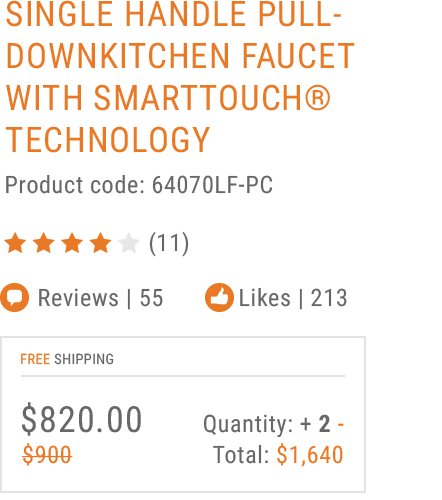 SINGLE HANDLE PULL-
DOWNKITCHEN FAUCET
WITH SMARTTOUCH®
TECHNOLOGY
Product code: 64070LF-PC
(11)
Reviews | 55 Likes | 213
FREE SHIPPING
$820.00 Quantity: + 2 -
$900 Total: $1,640